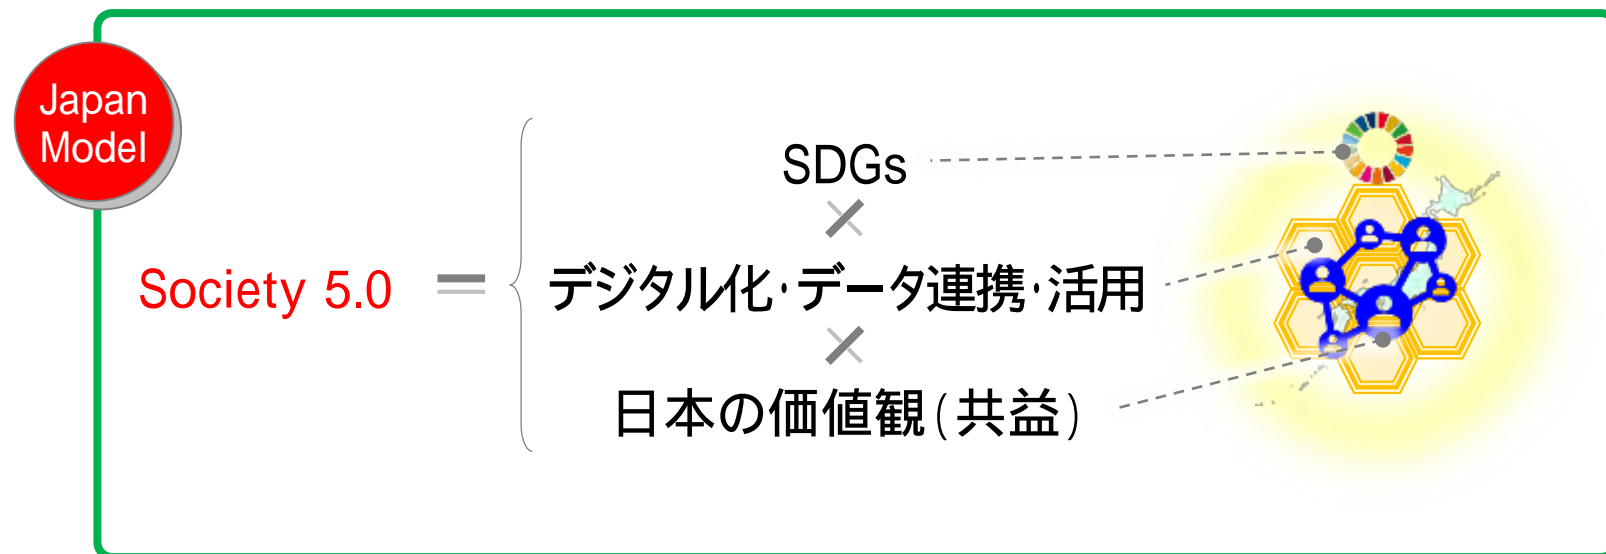 Japan
Model
SDGs
×
Society 5.0 = デジタル化・データ連携・活用
×
日本の価値観(共益)